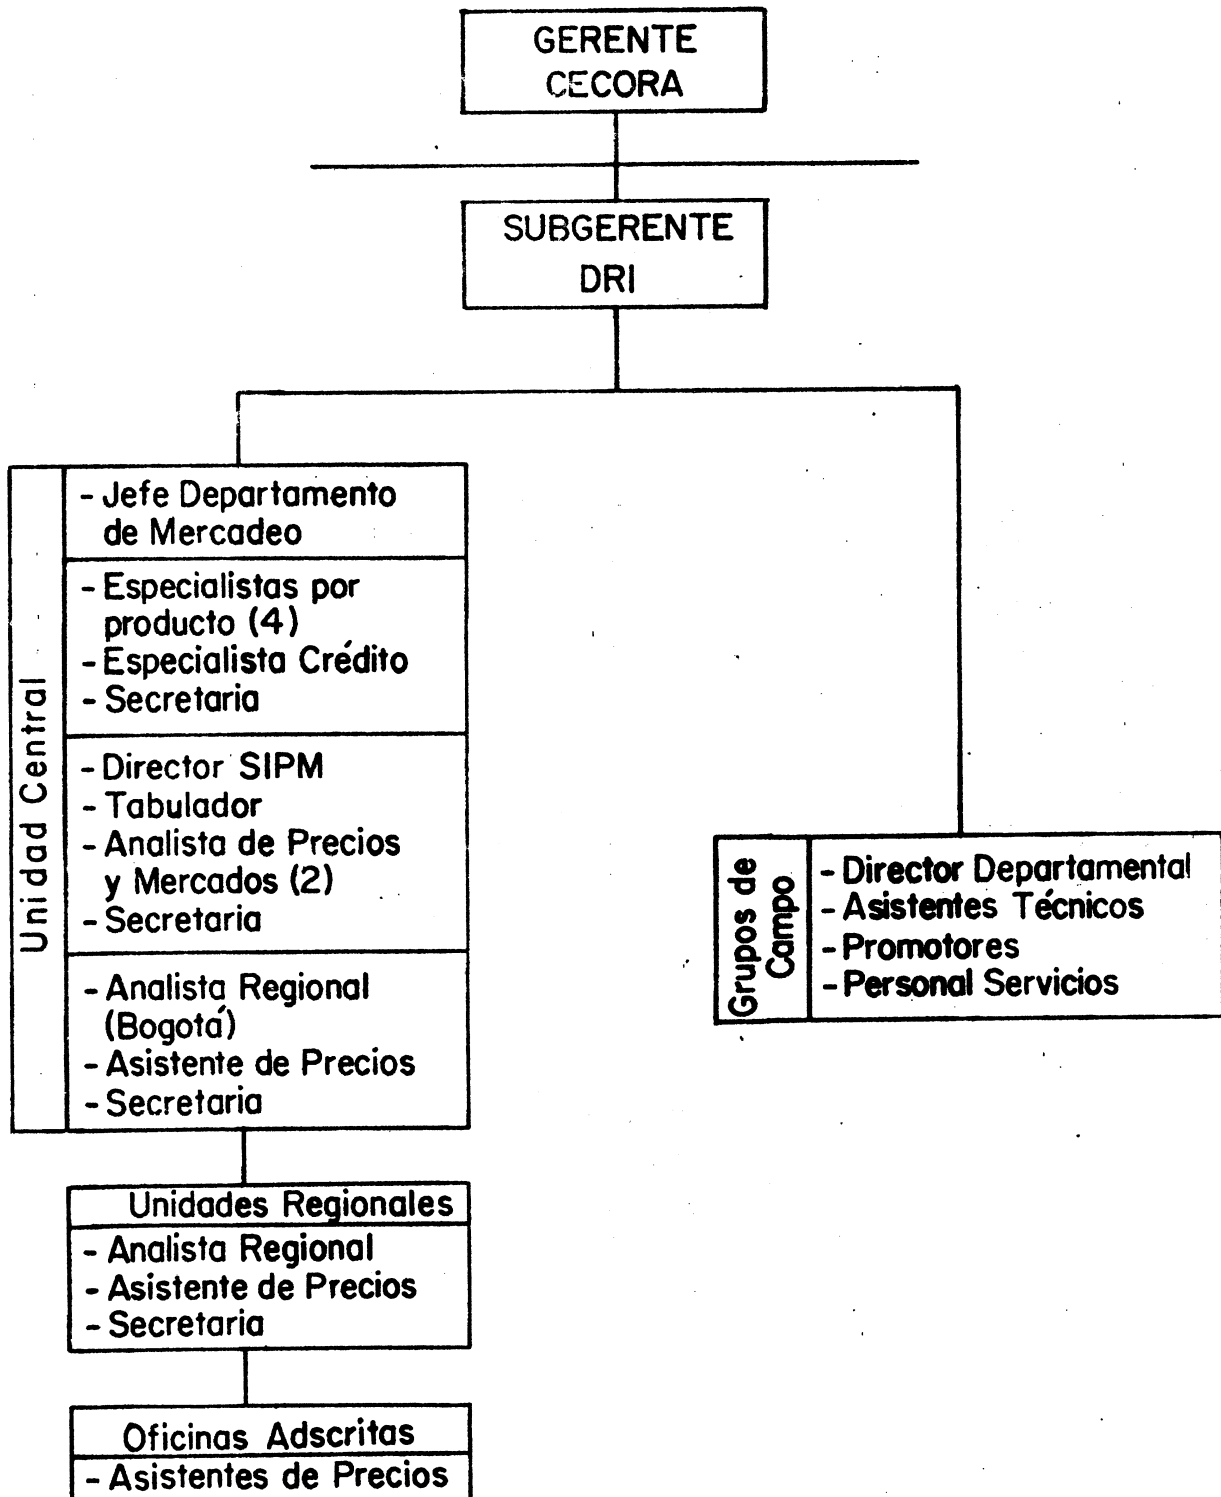 GERENTE
CECORA
SUBGERENTE
DRI
Unidad Central
- Jefe Departamento
de Mercadeo
- Especialistas por
producto (4)
- Especialista Crédito
- Secretaria
- Director SIPM
- Tabulador
- Analista de Precios
y Mercados (2)
- Secretaria
- Analista Regional
(Bogotá)
- Asistente de Precios
- Secretaria
Grupos de
Campo
- Director Departamental
- Asistentes Técnicos
- Promotores
- Personal Servicios
Unidades Regionales
- Analista Regional
- Asistente de Precios
- Secretaria
Oficinas Adscritas
- Asistentes de Precios